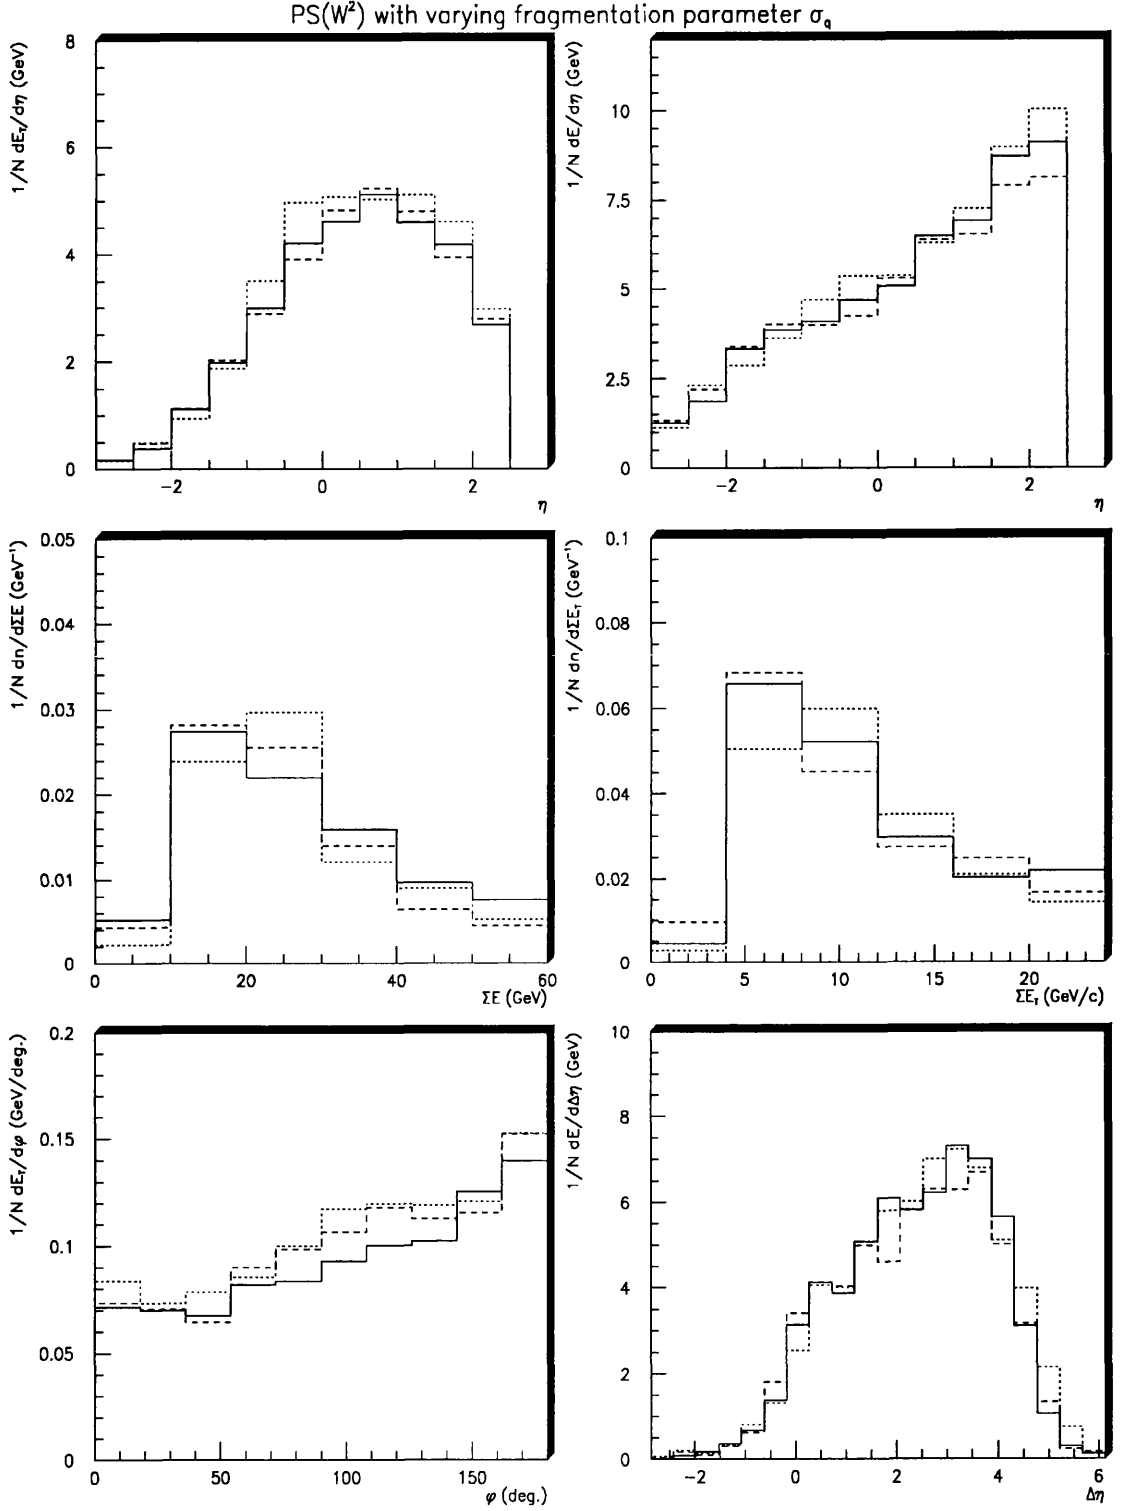 PS(W²) with varying fragmentation parameter σq
1/N dE_T/dη (GeV)
8
6
4
2
0
−2 0 2
η
1/N dE/dη (GeV)
10
7.5
5
2.5
0
−2 0 2
η
1/N dn/dΣE (GeV⁻¹)
0.05
0.04
0.03
0.02
0.01
0
0 20 40 60
ΣE (GeV)
1/N dn/dΣE_T (GeV⁻¹)
0.1
0.08
0.06
0.04
0.02
0
0 5 10 15 20
ΣE_T (GeV/c)
1/N dE_T/dφ (GeV/deg.)
0.2
0.15
0.1
0.05
0
0 50 100 150
φ (deg.)
1/N dE/dΔη (GeV)
10
8
6
4
2
0
−2 0 2 4 6
Δη